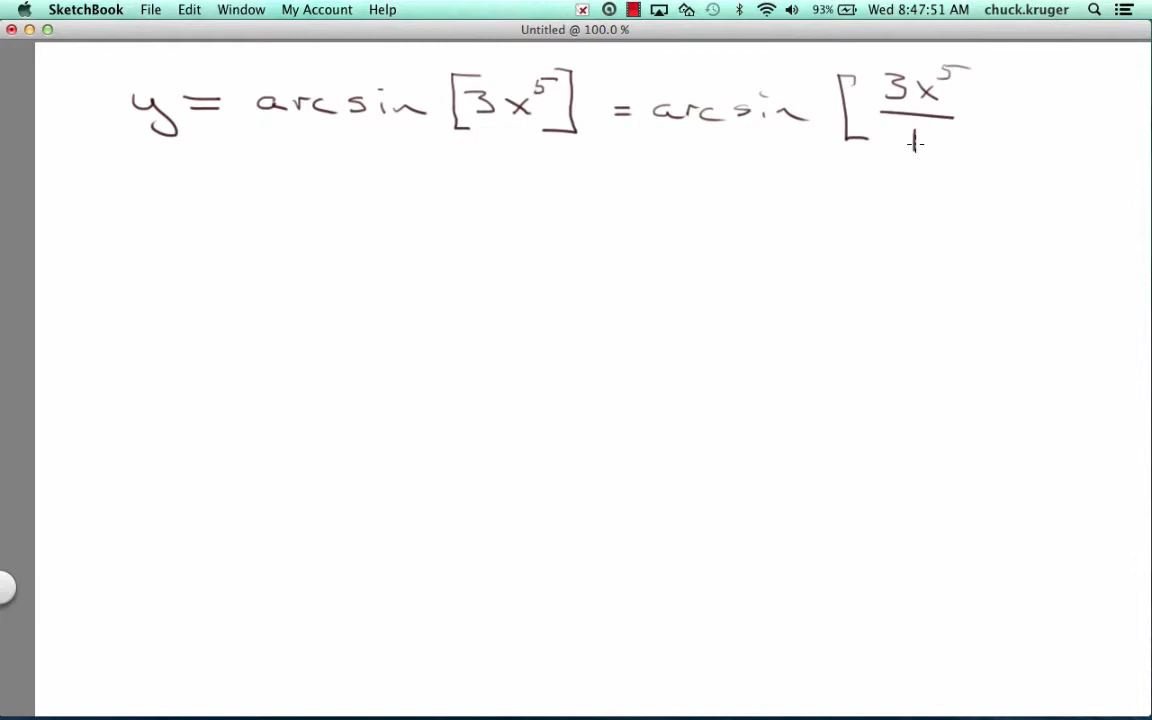 SketchBook File Edit Window My Account Help 93% Wed 8:47:51 AM chuck.kruger
Untitled @ 100.0 %
y = arcsin [3x⁵] = arcsin [3x⁵/1